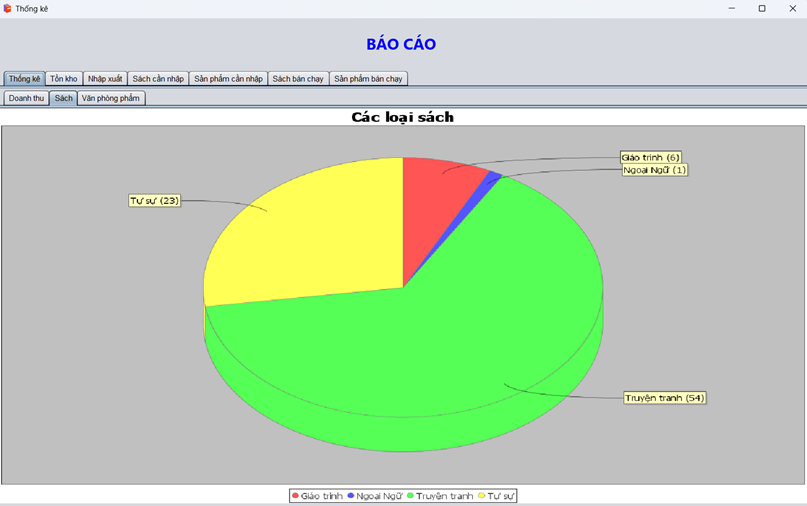 Thống kê
BÁO CÁO
Thống kê Tồn kho Nhập xuất Sách cần nhập Sản phẩm cần nhập Sách bán chạy Sản phẩm bán chạy
Doanh thu Sách Văn phòng phẩm
Các loại sách
Giáo trình (6)
Ngoại Ngữ (1)
Tự sự (23)
Truyện tranh (54)
Giáo trình Ngoại Ngữ Truyện tranh Tự sự